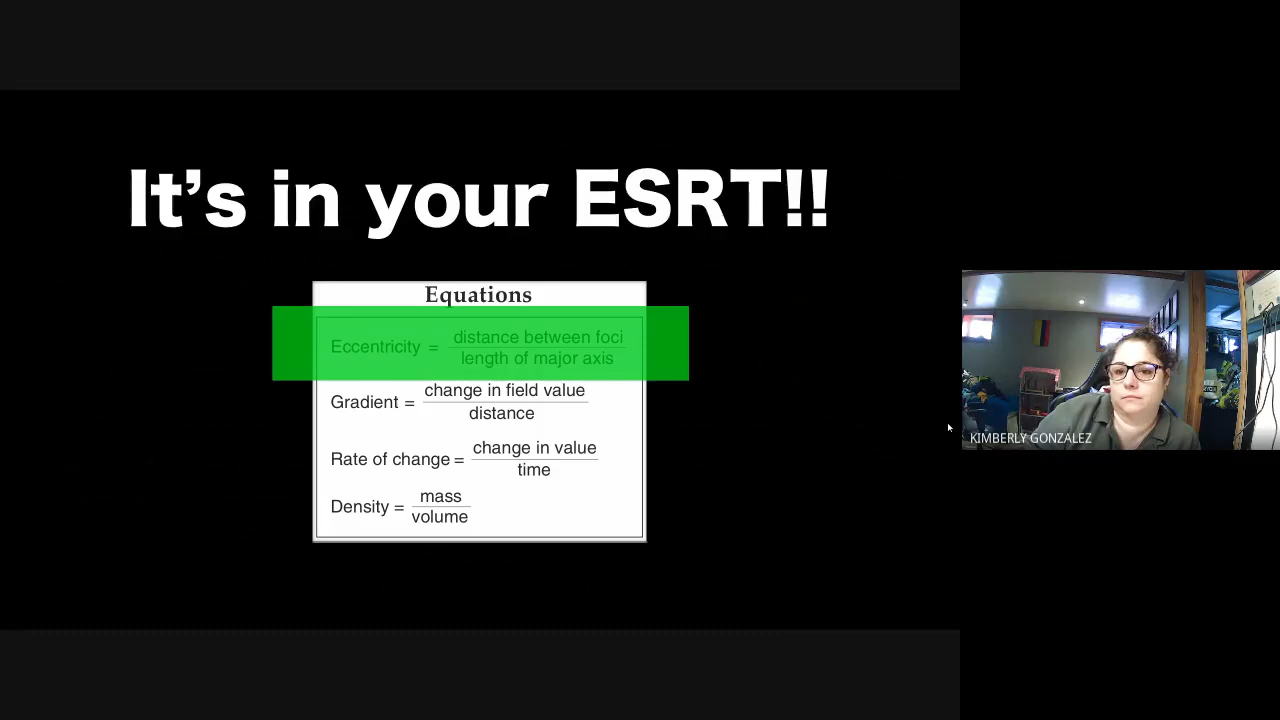 It's in your ESRT!!
Equations
Eccentricity = distance between foci
length of major axis
Gradient = change in field value
distance
Rate of change = change in value
time
Density = mass
volume
KIMBERLY GONZALEZ